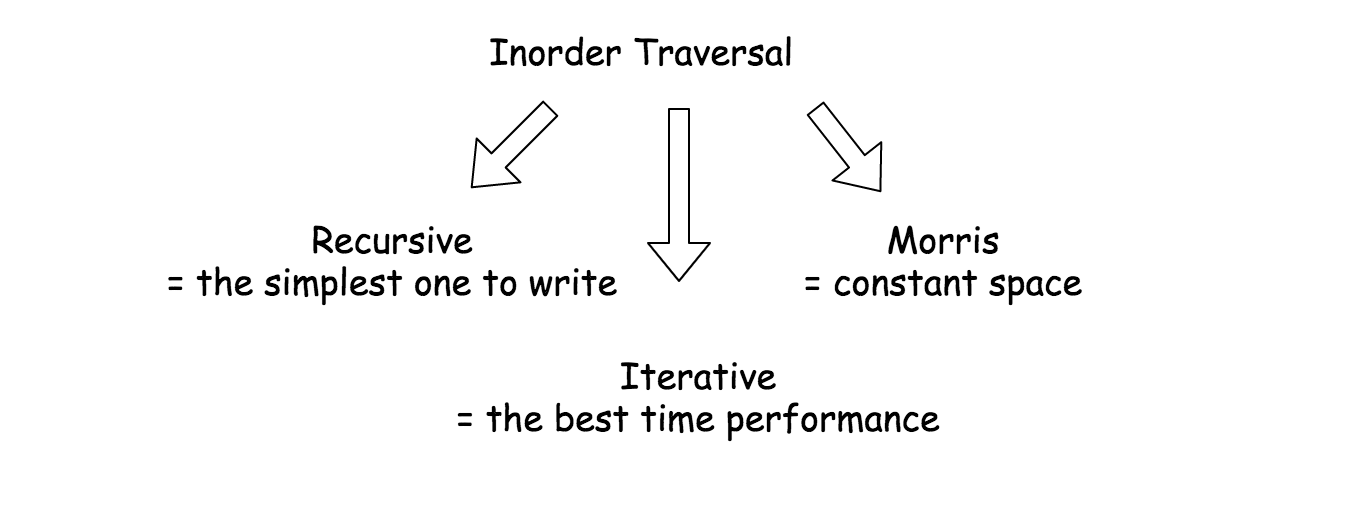 Inorder Traversal
Recursive
= the simplest one to write
Morris
= constant space
Iterative
= the best time performance